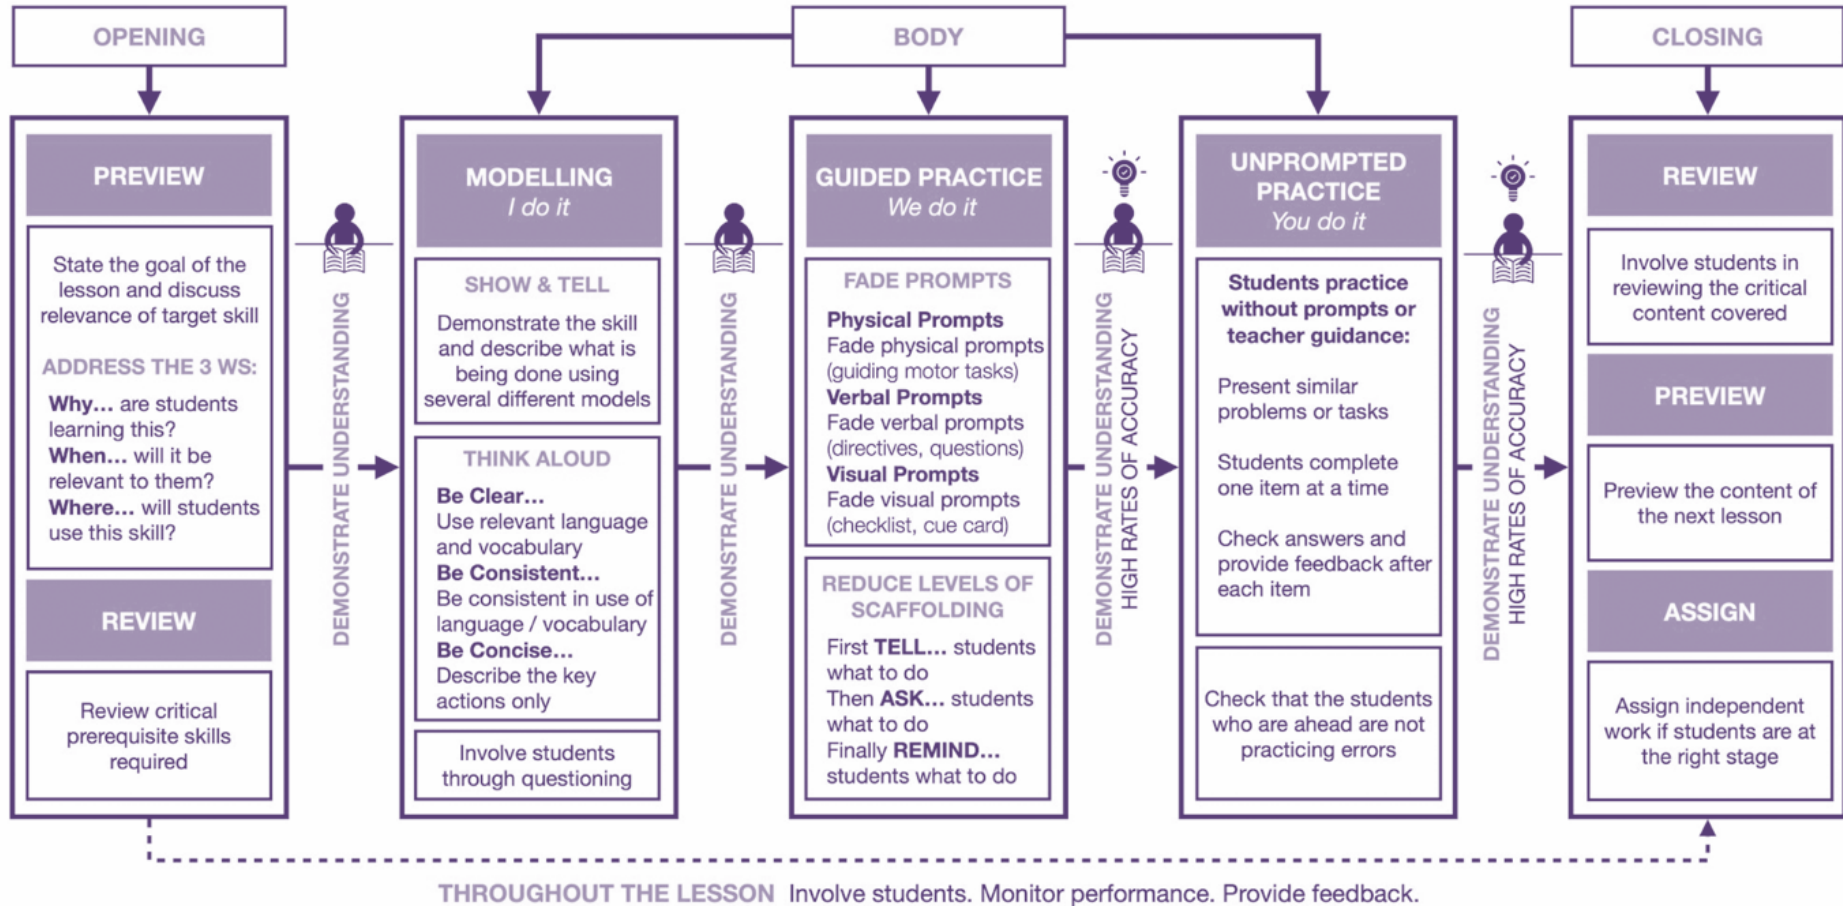 OPENING
BODY
CLOSING
PREVIEW
State the goal of the
lesson and discuss
relevance of target skill
ADDRESS THE 3 WS:
Why... are students
learning this?
When... will it be
relevant to them?
Where... will students
use this skill?
REVIEW
Review critical
prerequisite skills
required
DEMONSTRATE UNDERSTANDING
MODELLING
I do it
SHOW & TELL
Demonstrate the skill
and describe what is
being done using
several different models
THINK ALOUD
Be Clear...
Use relevant language
and vocabulary
Be Consistent...
Be consistent in use of
language / vocabulary
Be Concise...
Describe the key
actions only
Involve students
through questioning
DEMONSTRATE UNDERSTANDING
GUIDED PRACTICE
We do it
FADE PROMPTS
Physical Prompts
Fade physical prompts
(guiding motor tasks)
Verbal Prompts
Fade verbal prompts
(directives, questions)
Visual Prompts
Fade visual prompts
(checklist, cue card)
REDUCE LEVELS OF
SCAFFOLDING
First TELL... students
what to do
Then ASK... students
what to do
Finally REMIND...
students what to do
DEMONSTRATE UNDERSTANDING
HIGH RATES OF ACCURACY
UNPROMPTED
PRACTICE
You do it
Students practice
without prompts or
teacher guidance:
Present similar
problems or tasks
Students complete
one item at a time
Check answers and
provide feedback after
each item
Check that the students
who are ahead are not
practicing errors
DEMONSTRATE UNDERSTANDING
HIGH RATES OF ACCURACY
REVIEW
Involve students in
reviewing the critical
content covered
PREVIEW
Preview the content of
the next lesson
ASSIGN
Assign independent
work if students are at
the right stage
THROUGHOUT THE LESSON Involve students. Monitor performance. Provide feedback.